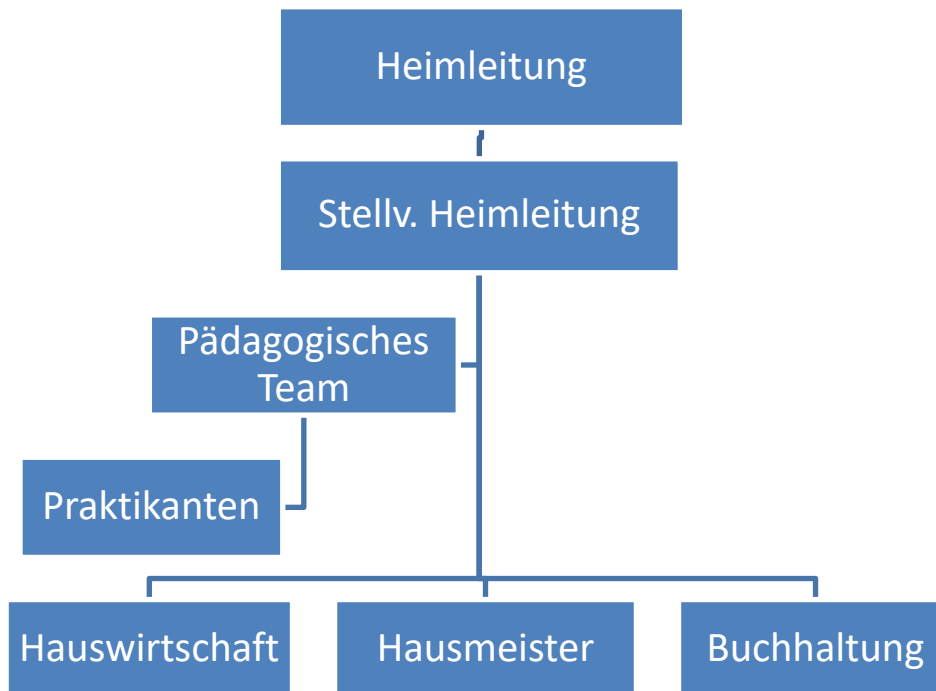 Heimleitung
Stellv. Heimleitung
Pädagogisches
Team
Praktikanten
Hauswirtschaft
Hausmeister
Buchhaltung